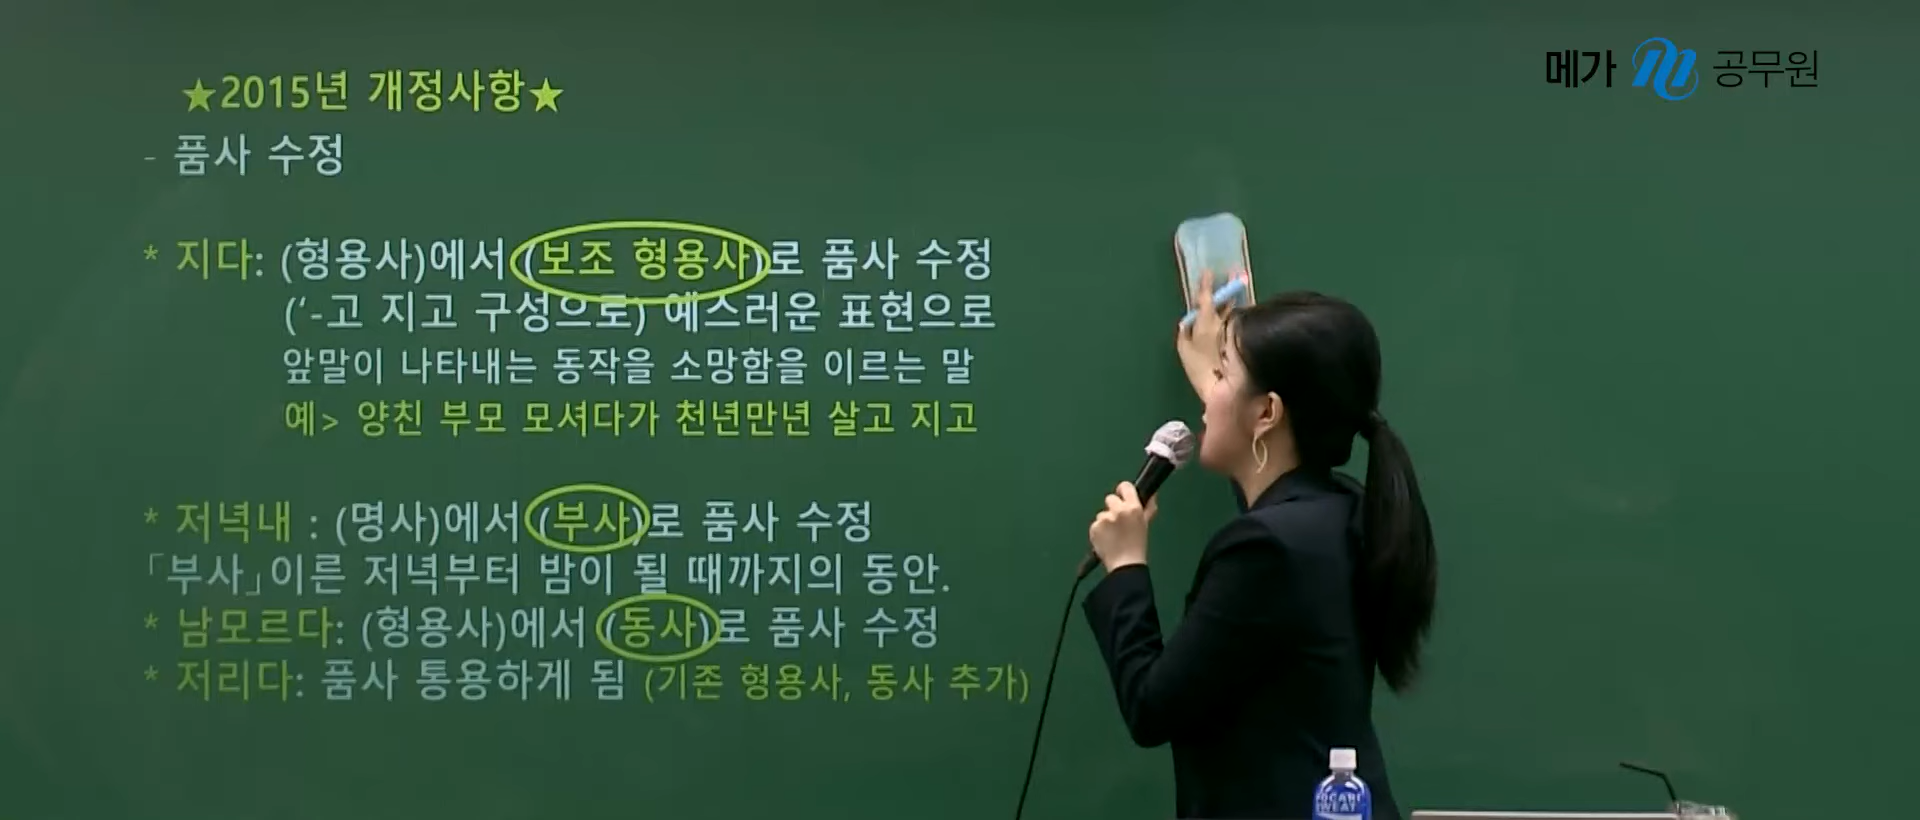 메가 공무원
★2015년 개정사항★
- 품사 수정
* 지다: (형용사)에서 (보조 형용사)로 품사 수정
(‘-고 지고 구성으로) 예스러운 표현으로
앞말이 나타내는 동작을 소망함을 이르는 말
예> 양친 부모 모셔다가 천년만년 살고 지고
* 저녁내 : (명사)에서 (부사)로 품사 수정
「부사」이른 저녁부터 밤이 될 때까지의 동안.
* 남모르다: (형용사)에서 (동사)로 품사 수정
* 저리다: 품사 통용하게 됨 (기존 형용사, 동사 추가)
OCARI
WEAT